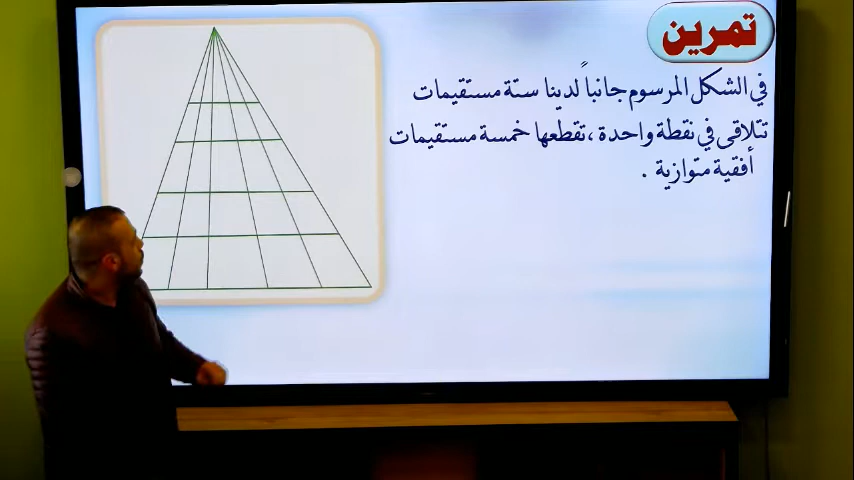 تمرين
في الشكل المرسوم جانباً لدينا ستة مستقيمات
تتلاقى في نقطة واحدة ، تقطعها خمسة مستقيمات
أفقية متوازية .